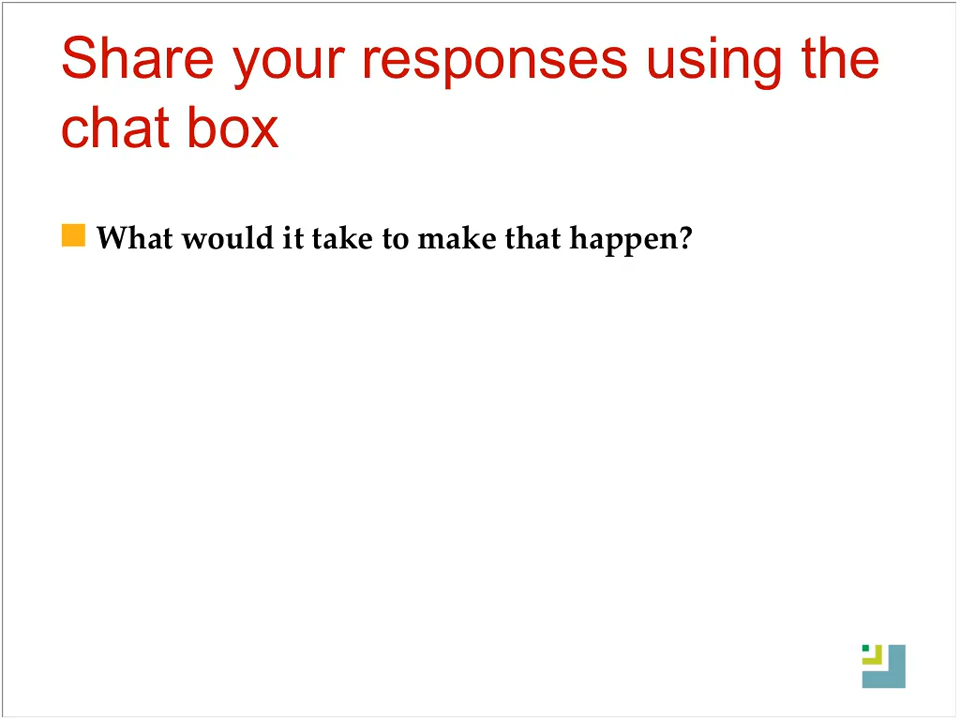 Share your responses using the
chat box
What would it take to make that happen?